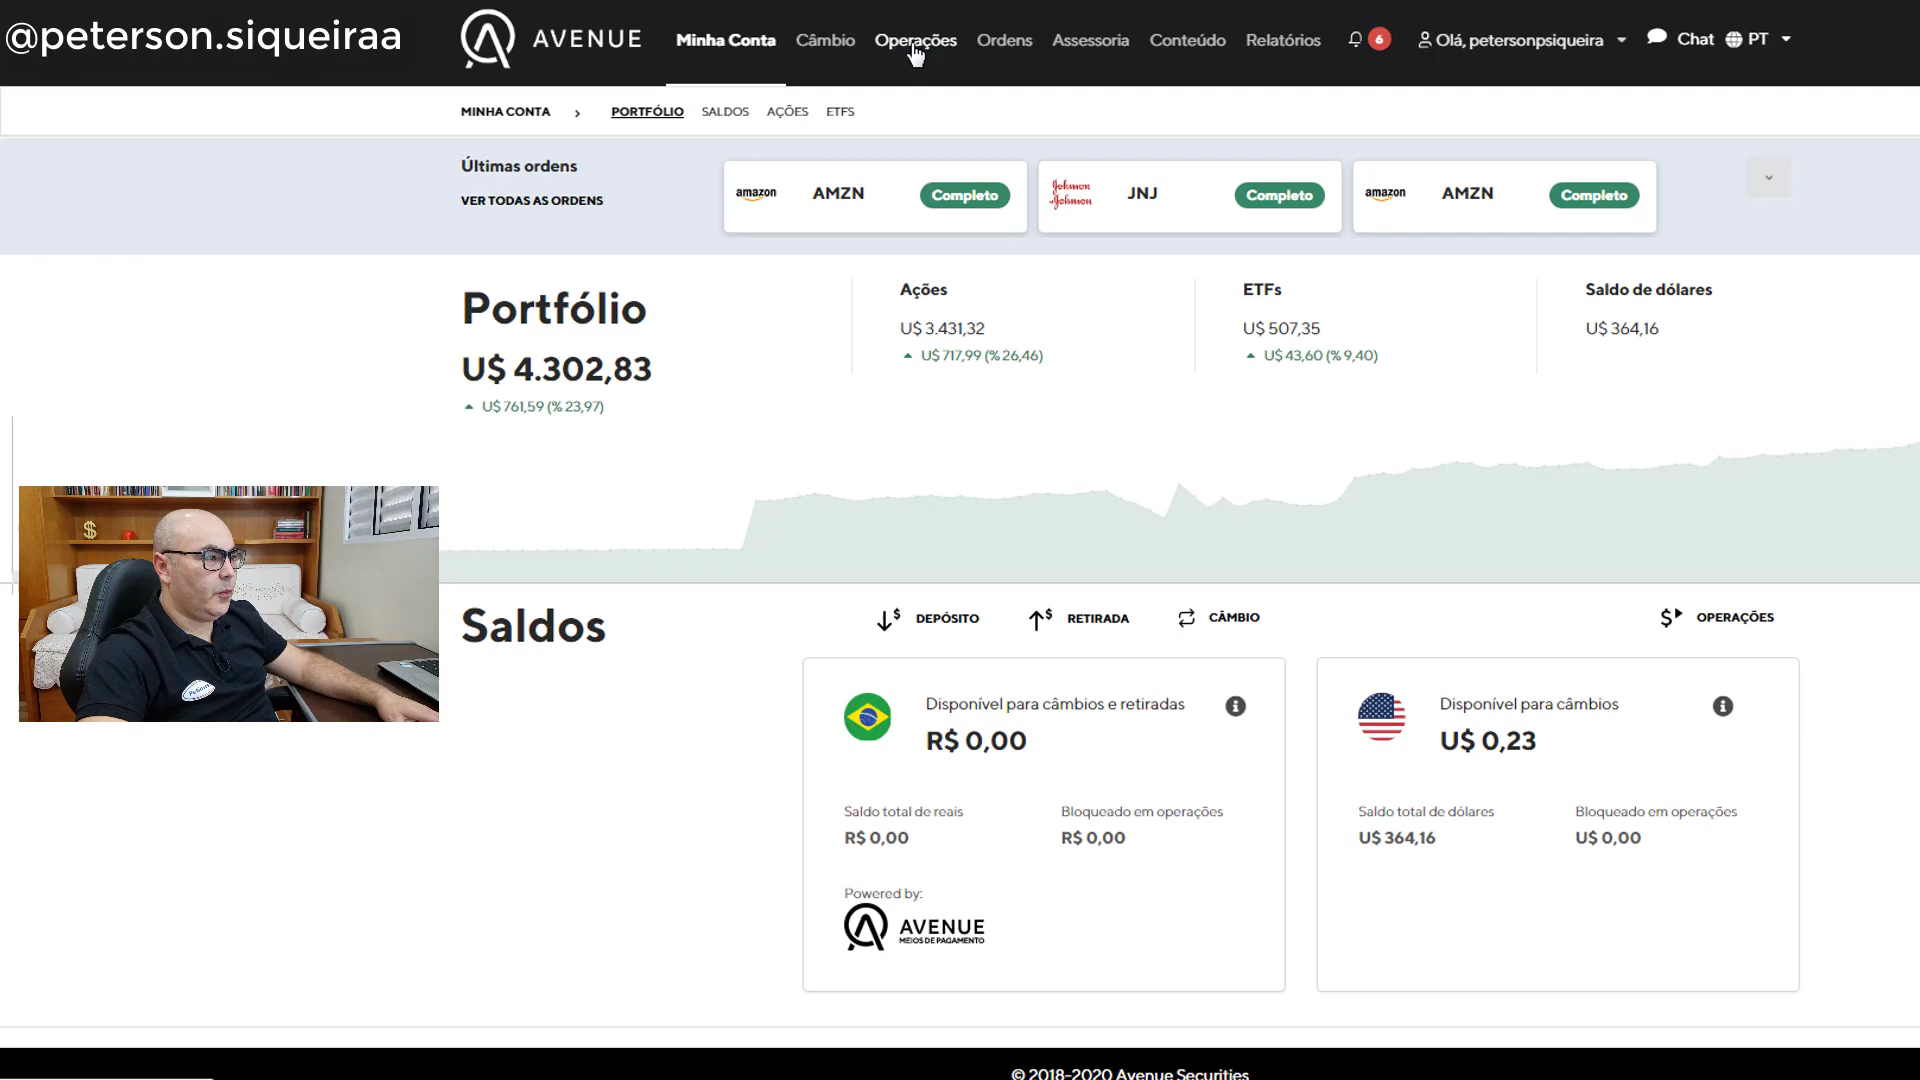 @peterson.siqueiraa
AVENUE
Minha Conta Câmbio Operações Ordens Assessoria Conteúdo Relatórios 6 Olá, petersonpsiqueira Chat PT
MINHA CONTA > PORTFÓLIO SALDOS AÇÕES ETFS
Últimas ordens
VER TODAS AS ORDENS
amazon AMZN Completo
Johnson Johnson JNJ Completo
amazon AMZN Completo
Portfólio
U$ 4.302,83
U$ 761,59 (% 23,97)
Ações
U$ 3.431,32
U$ 717,99 (% 26,46)
ETFs
U$ 507,35
U$ 43,60 (% 9,40)
Saldo de dólares
U$ 364,16
$
Saldos
DEPÓSITO RETIRADA CÂMBIO OPERAÇÕES
Disponível para câmbios e retiradas
R$ 0,00
Saldo total de reais
R$ 0,00
Bloqueado em operações
R$ 0,00
Powered by:
AVENUE
MEIOS DE PAGAMENTO
Disponível para câmbios
U$ 0,23
Saldo total de dólares
U$ 364,16
Bloqueado em operações
U$ 0,00
© 2018-2020 Avenue Securities